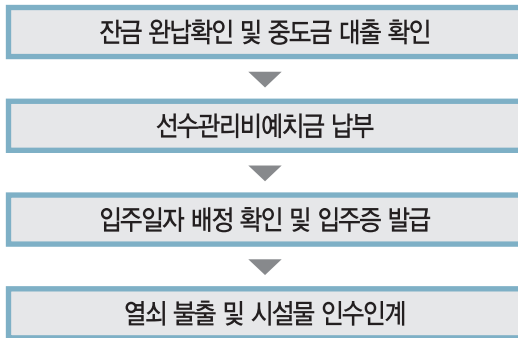 잔금 완납확인 및 중도금 대출 확인
선수관리비예치금 납부
입주일자 배정 확인 및 입주증 발급
열쇠 불출 및 시설물 인수인계